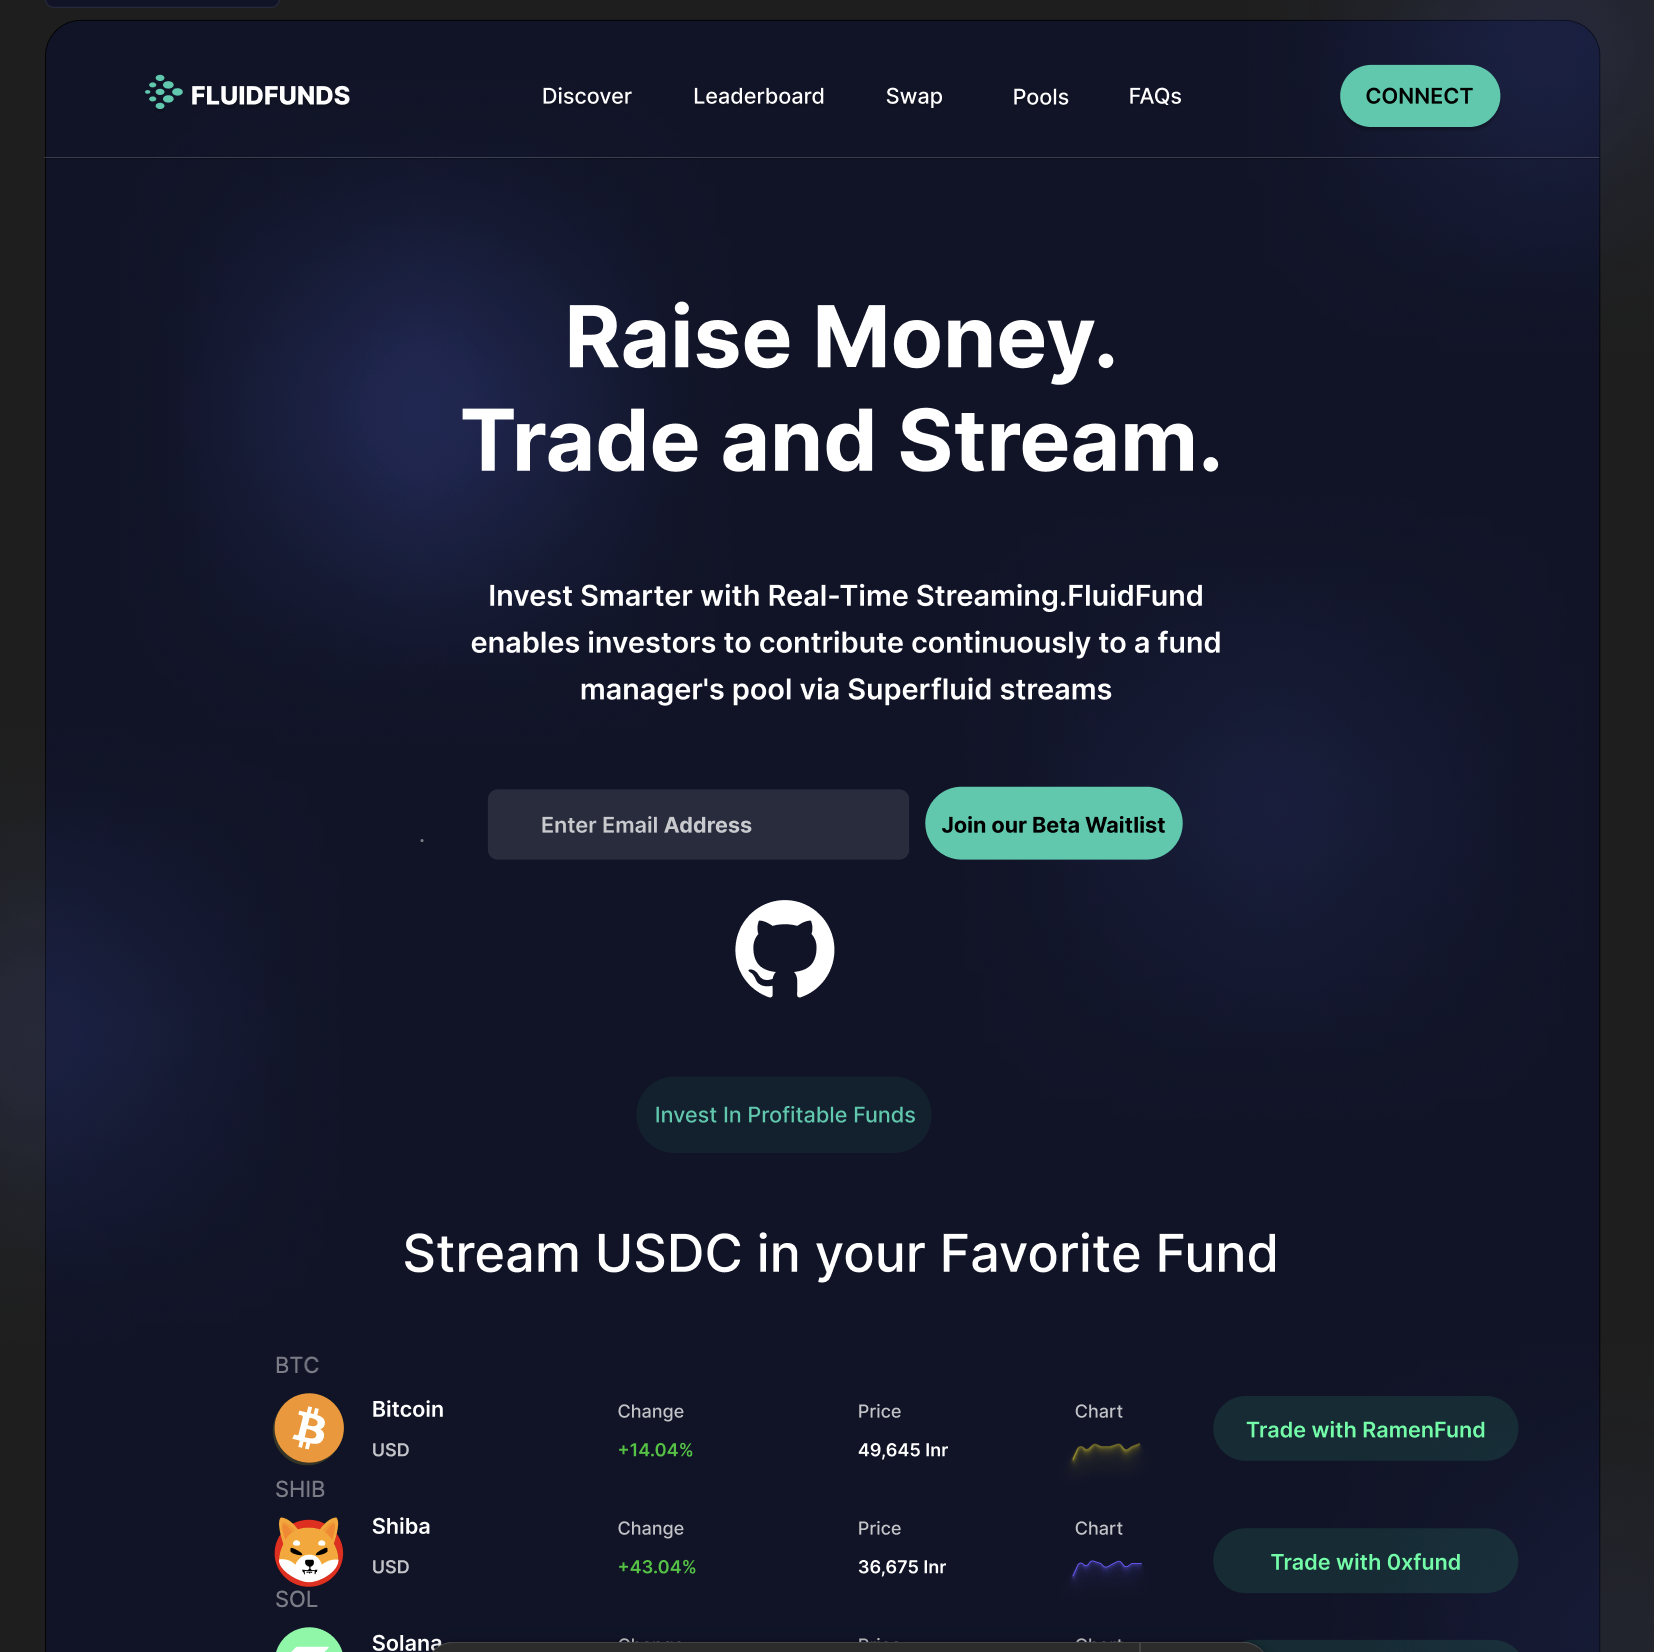 FLUIDFUNDS
Discover
Leaderboard
Swap
Pools
FAQs
CONNECT
Raise Money.
Trade and Stream.
Invest Smarter with Real-Time Streaming.FluidFund
enables investors to contribute continuously to a fund
manager's pool via Superfluid streams
Enter Email Address
Join our Beta Waitlist
Invest In Profitable Funds
Stream USDC in your Favorite Fund
BTC
Bitcoin
USD
Change
+14.04%
Price
49,645 Inr
Chart
Trade with RamenFund
SHIB
Shiba
USD
Change
+43.04%
Price
36,675 Inr
Chart
Trade with 0xfund
SOL
Solana